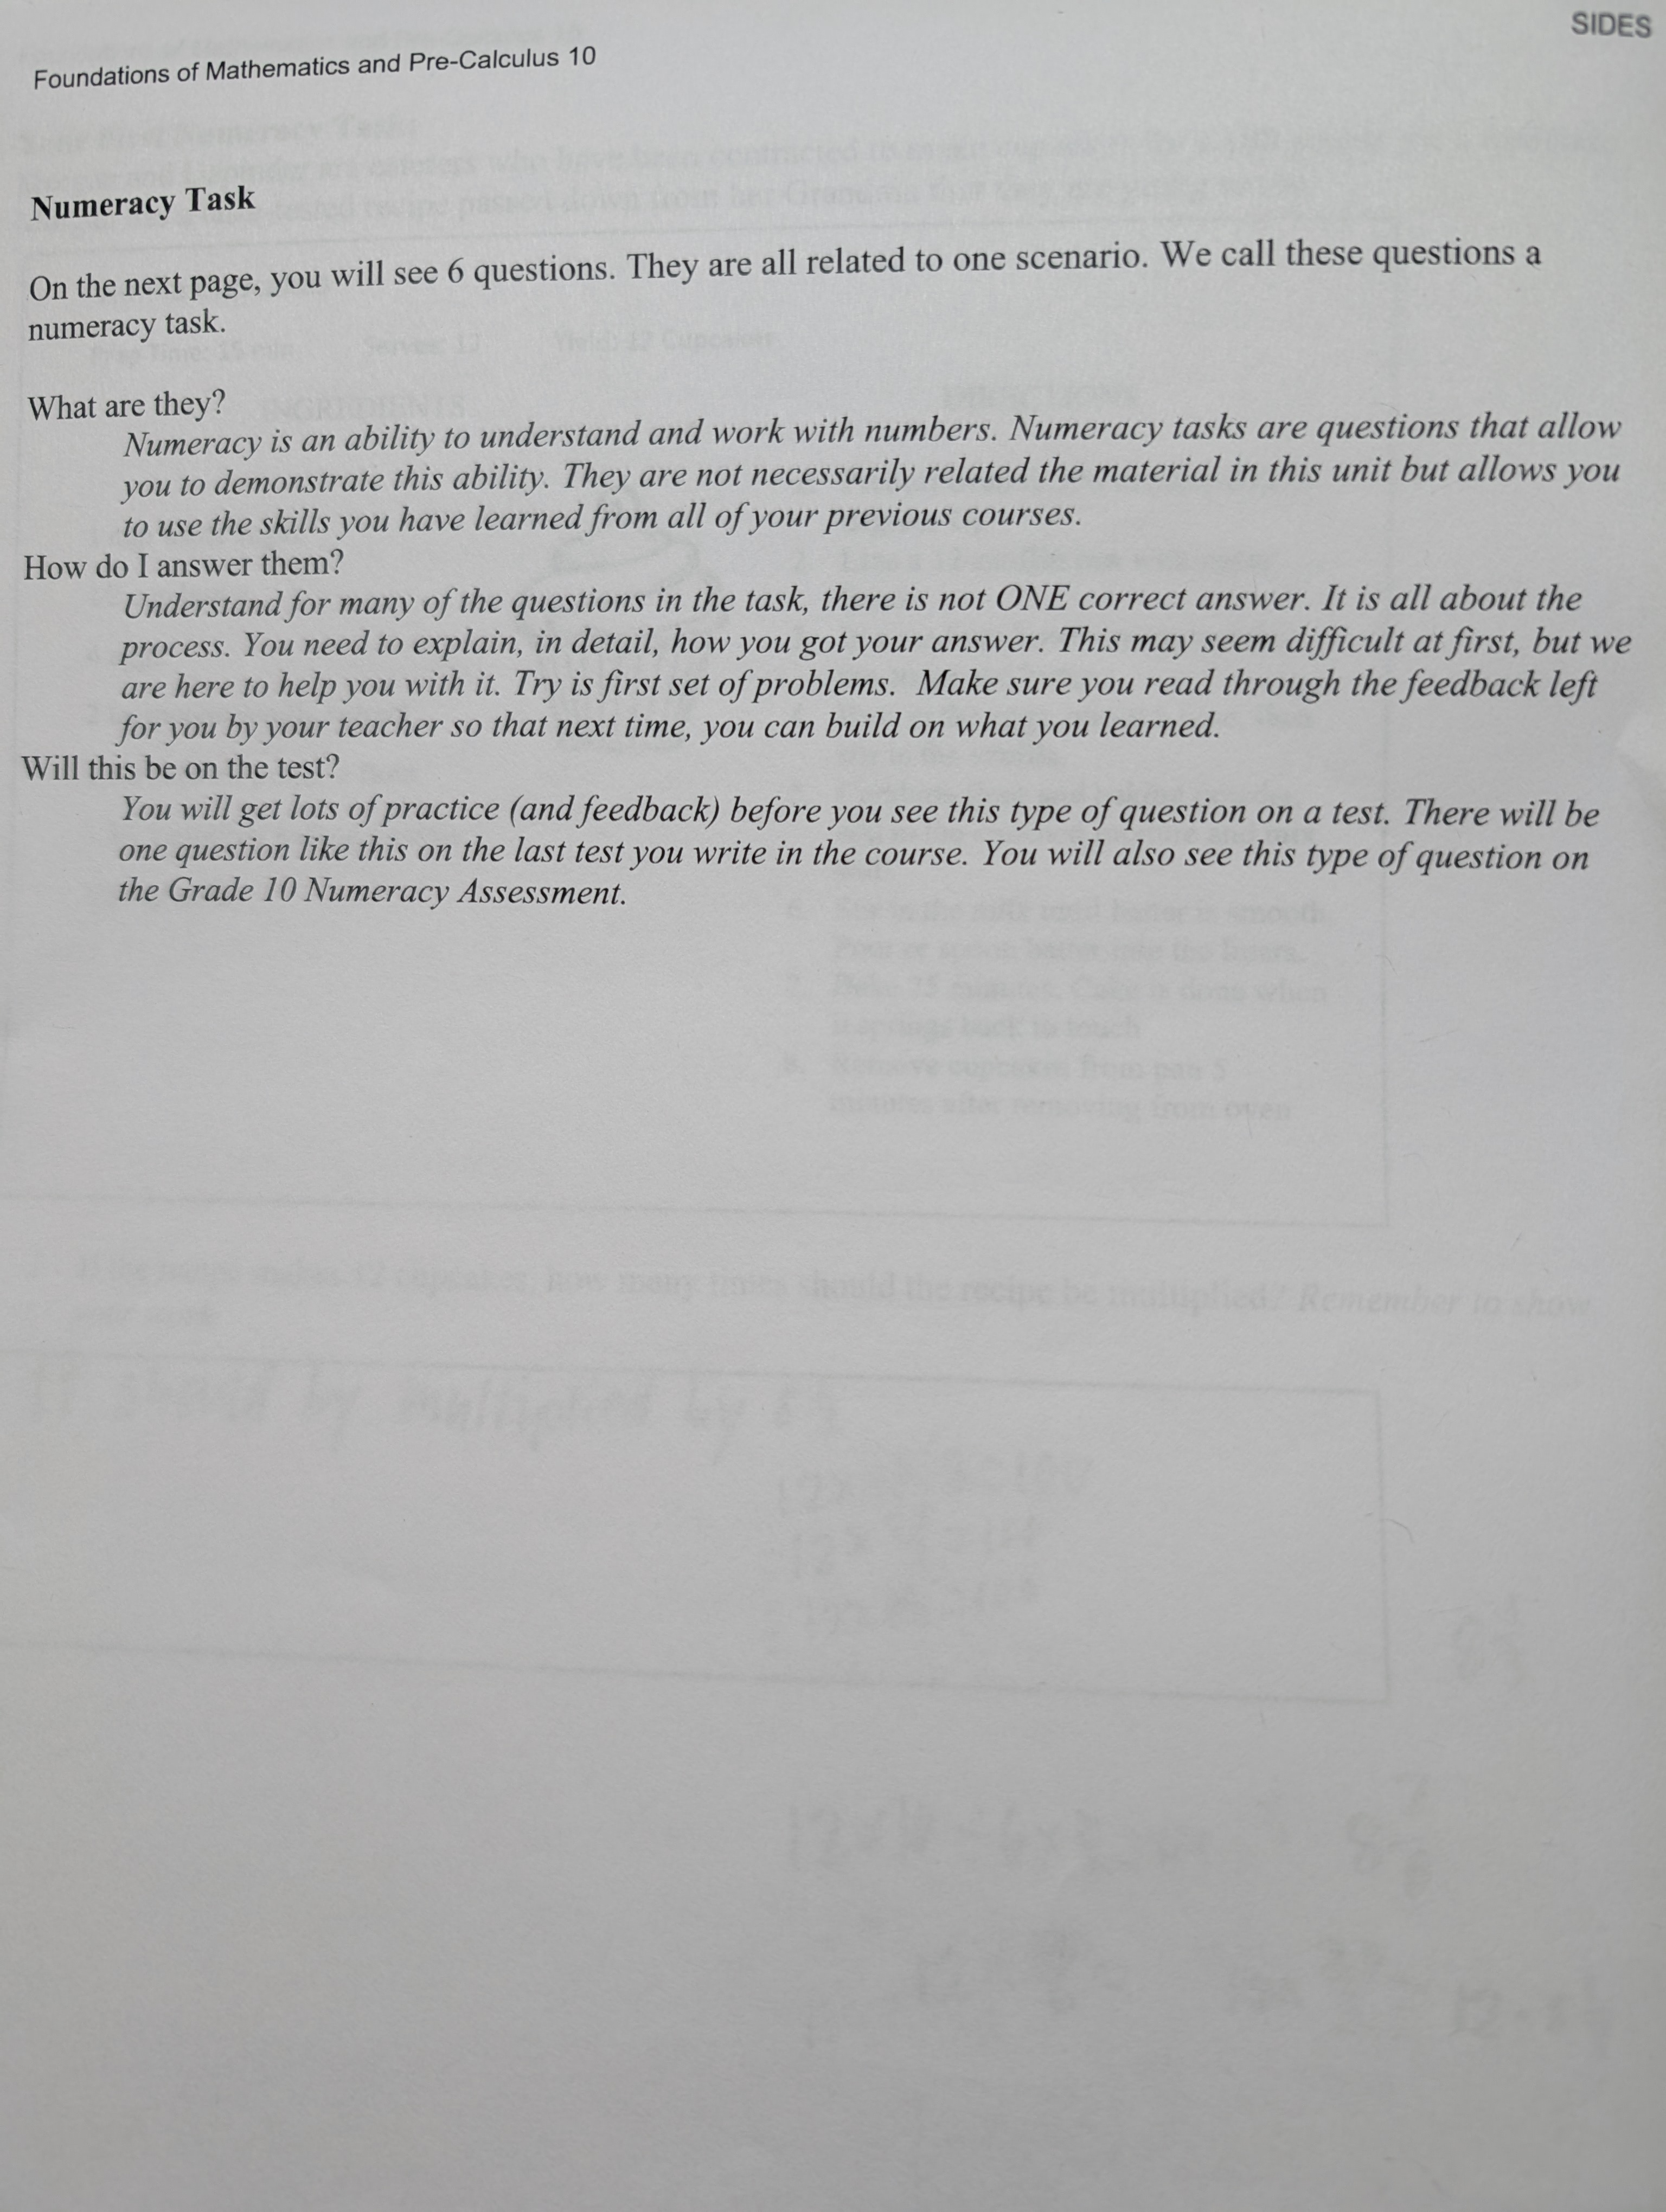 SIDES
Foundations of Mathematics and Pre-Calculus 10
Numeracy Task
On the next page, you will see 6 questions. They are all related to one scenario. We call these questions a
numeracy task.
What are they?
Numeracy is an ability to understand and work with numbers. Numeracy tasks are questions that allow
you to demonstrate this ability. They are not necessarily related the material in this unit but allows you
to use the skills you have learned from all of your previous courses.
How do I answer them?
Understand for many of the questions in the task, there is not ONE correct answer. It is all about the
process. You need to explain, in detail, how you got your answer. This may seem difficult at first, but we
are here to help you with it. Try is first set of problems. Make sure you read through the feedback left
for you by your teacher so that next time, you can build on what you learned.
Will this be on the test?
You will get lots of practice (and feedback) before you see this type of question on a test. There will be
one question like this on the last test you write in the course. You will also see this type of question on
the Grade 10 Numeracy Assessment.